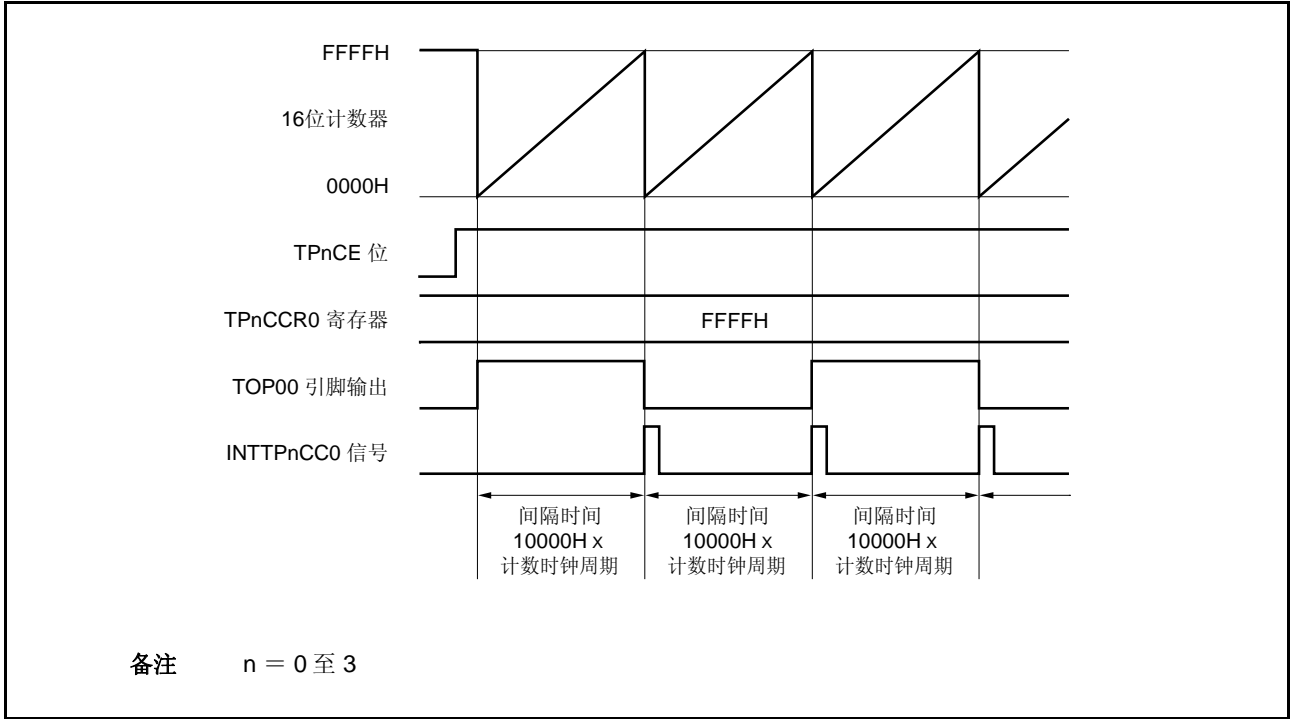 FFFFH
16位计数器
0000H
TPnCE 位
TPnCCR0 寄存器
FFFFH
TOP00 引脚输出
INTTPnCC0 信号
间隔时间
10000H x
计数时钟周期
间隔时间
10000H x
计数时钟周期
间隔时间
10000H x
计数时钟周期
备注 n = 0 至 3